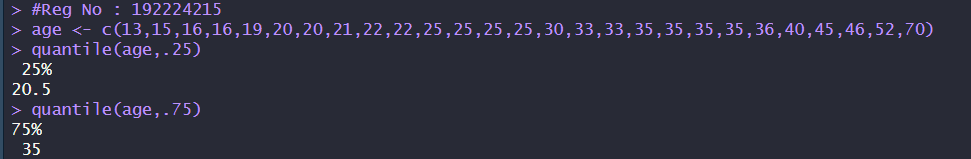 > #Reg No : 192224215
> age <- c(13,15,16,16,19,20,20,21,22,22,25,25,25,25,30,33,33,35,35,35,35,36,40,45,46,52,70)
> quantile(age,.25)
 25%
20.5
> quantile(age,.75)
75%
 35